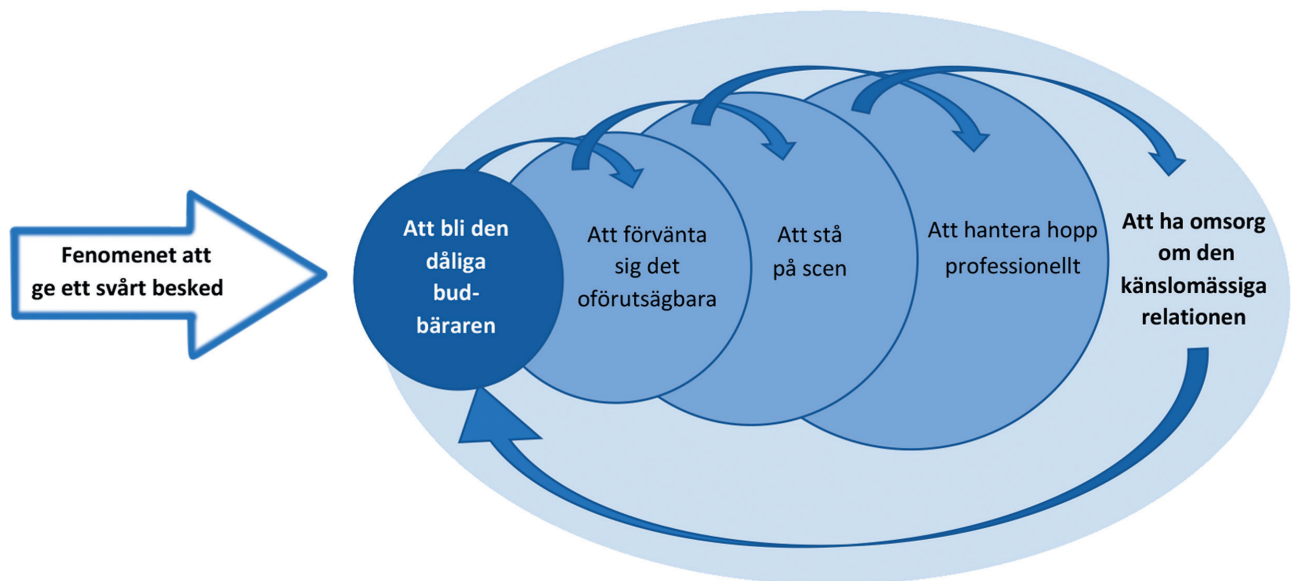 Fenomenet att
ge ett svårt besked
Att bli den
dåliga
bud-
bäraren
Att förvänta
sig det
oförutsägbara
Att stå
på scen
Att hantera hopp
professionellt
Att ha omsorg
om den
känslomässiga
relationen